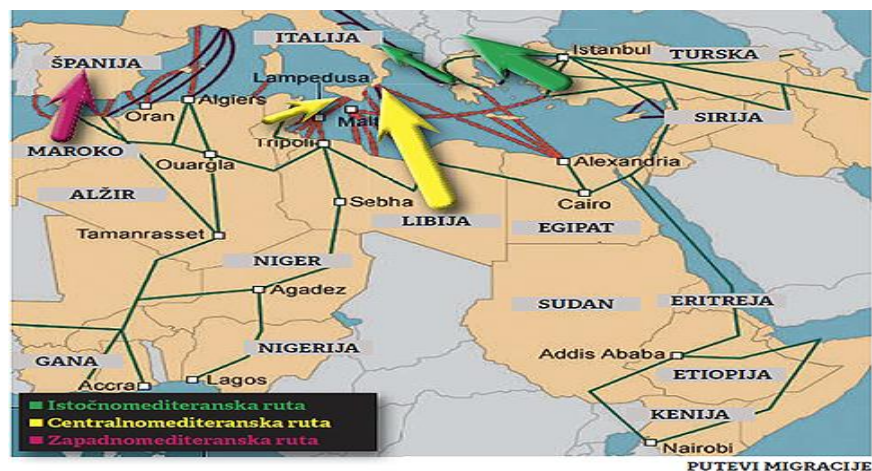 ITALIJA
Istanbul
TURSKA
ŠPANIJA
Lampedusa
Algiers
Oran
Malt
SIRIJA
Tripoli
MAROKO
Ouargla
Alexandria
ALŽIR
Sebha
Cairo
LIBIJA
EGIPAT
Tamanrasset
NIGER
Agadez
SUDAN
ERITREJA
NIGERIJA
Addis Ababa
GANA
ETIOPIJA
Accra
Lagos
KENIJA
Nairobi
Istočnomediteranska ruta
Centralnomediteranska ruta
Zapadnomediteranska ruta
PUTEVI MIGRACIJE